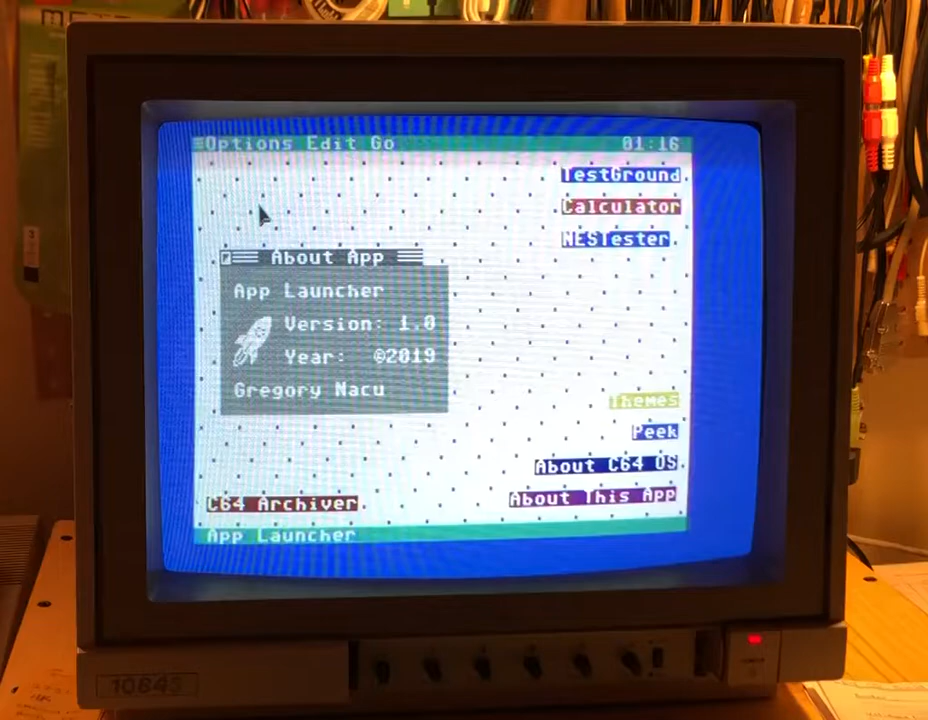 Options Edit Go 01:16
TestGround
Calculator
NESTester
About App
App Launcher
Version: 1.0
Year: ©2019
Gregory Nacu
Themes
Peek
About C64 OS
About This App
C64 Archiver
App Launcher